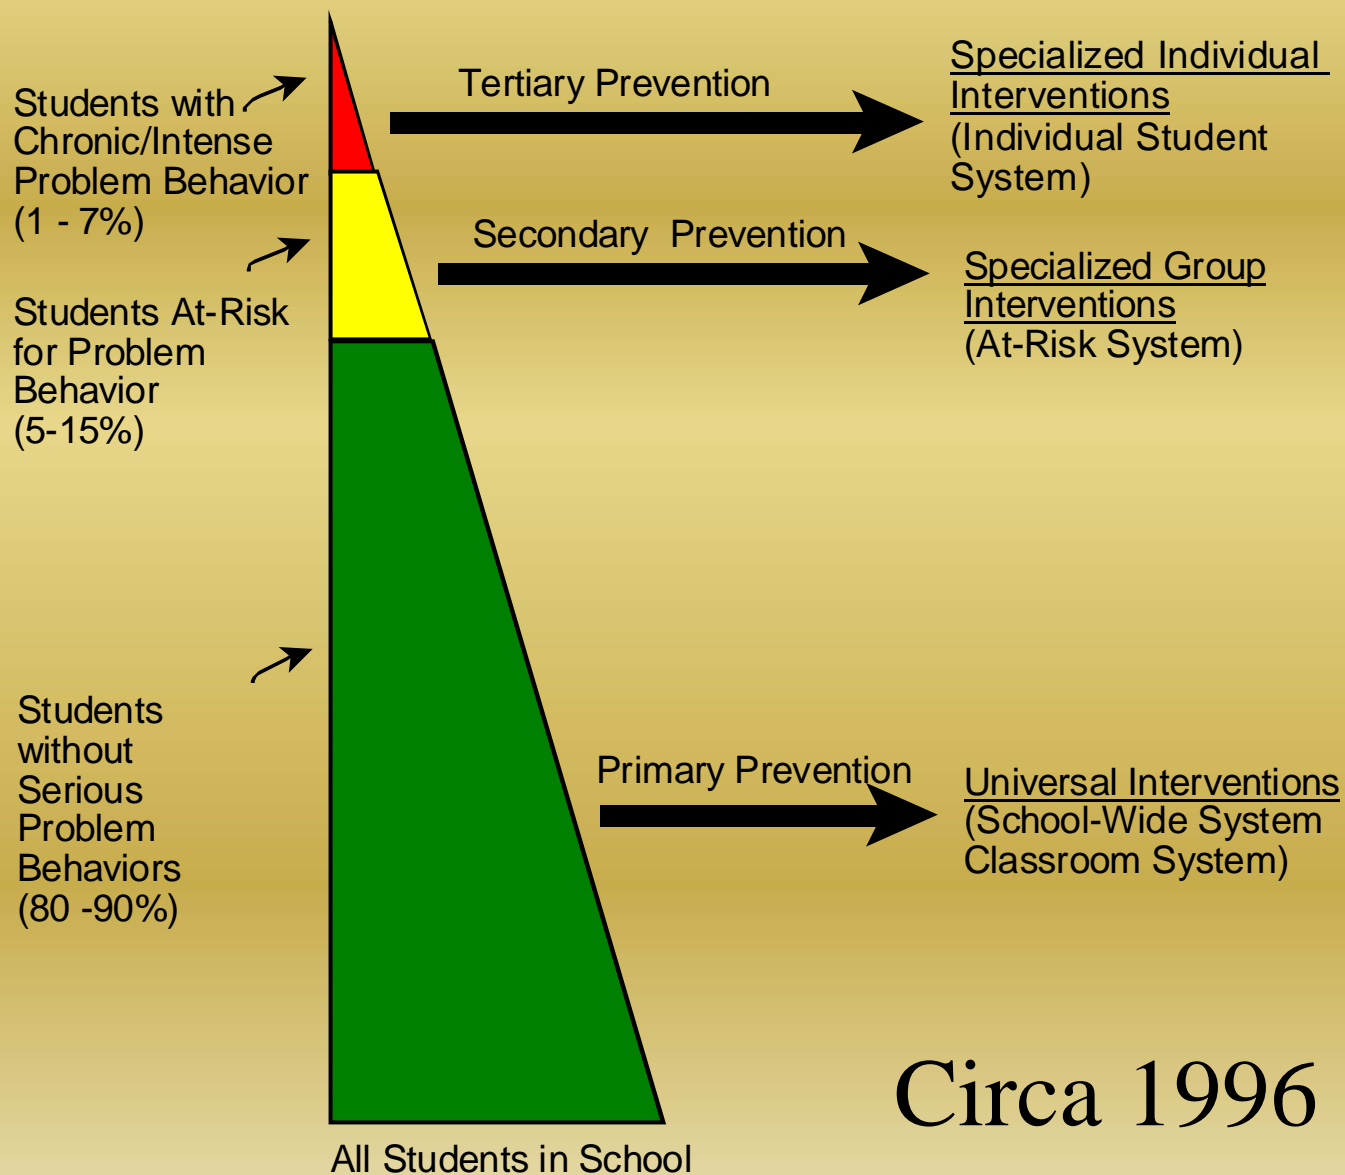 Students with
Chronic/Intense
Problem Behavior
(1 - 7%)
Tertiary Prevention
Specialized Individual
Interventions
(Individual Student
System)
Students At-Risk
for Problem
Behavior
(5-15%)
Secondary Prevention
Specialized Group
Interventions
(At-Risk System)
Students
without
Serious
Problem
Behaviors
(80 -90%)
Primary Prevention
Universal Interventions
(School-Wide System
Classroom System)
Circa 1996
All Students in School